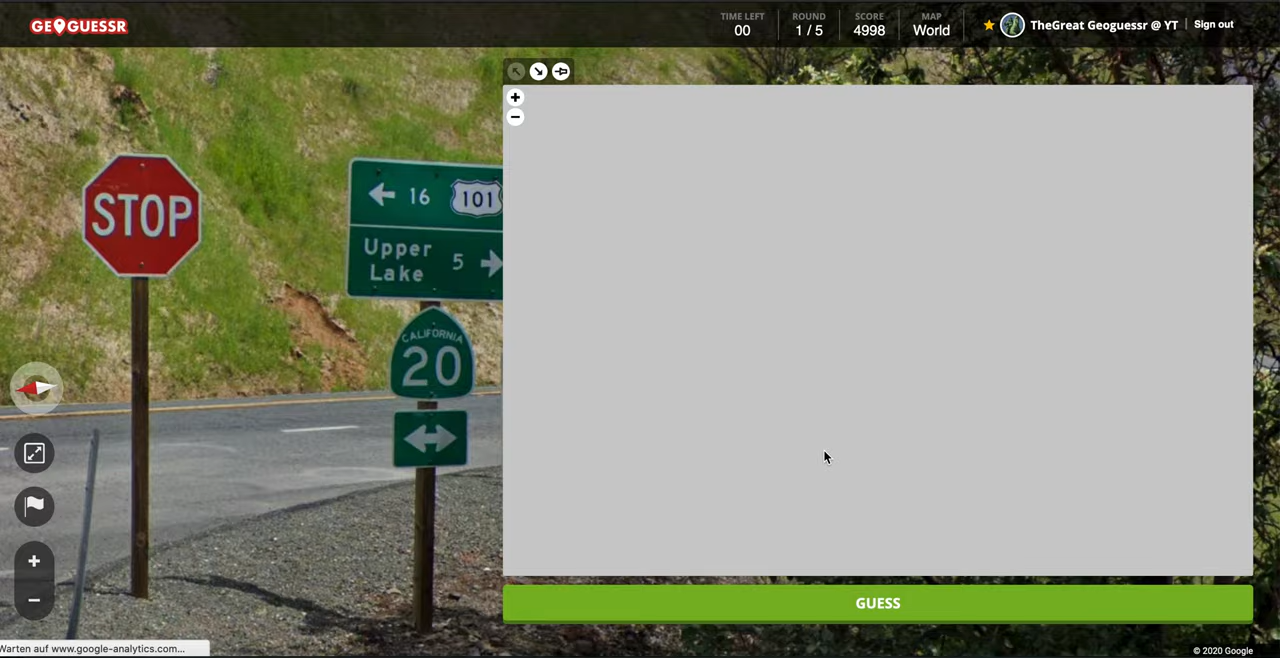 GEOGUESSR
TIME LEFT
00
ROUND
1 / 5
SCORE
4998
MAP
World
TheGreat Geoguessr @ YT
Sign out
STOP
16 101
Upper
Lake 5
CALIFORNIA
20
GUESS
Warten auf www.google-analytics.com...
© 2020 Google